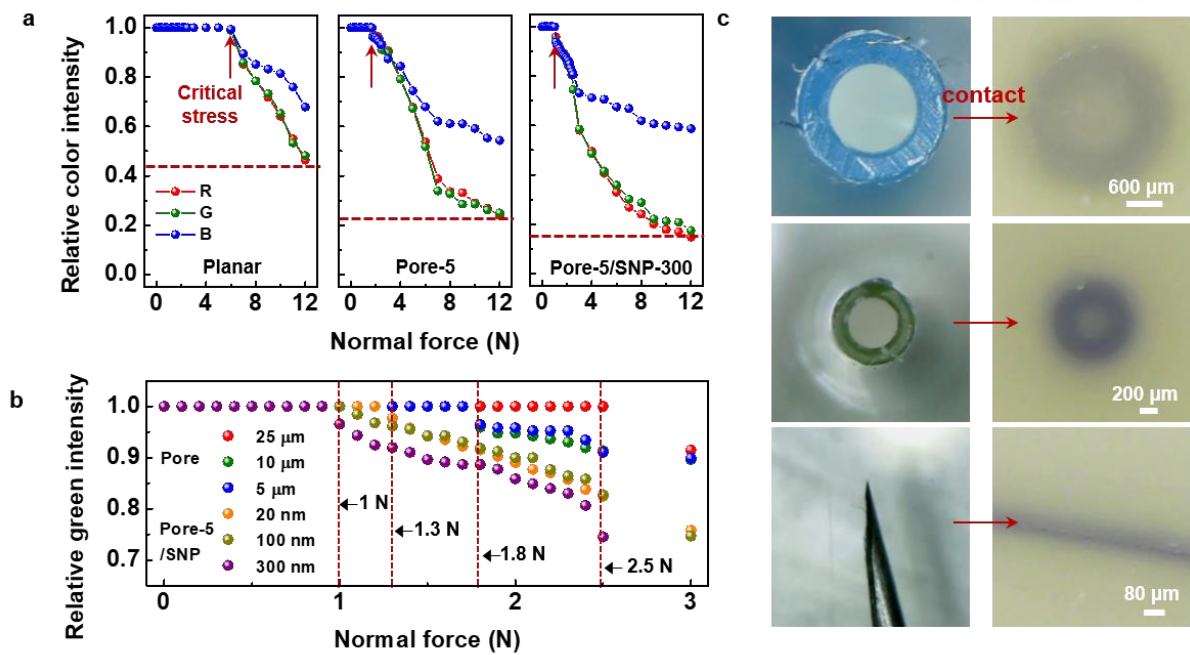 a
Relative color intensity
1.0
0.8
0.6
0.4
0.2
0.0
Critical
stress
R
G
B
Planar
Pore-5
Pore-5/SNP-300
0 4 8 12
0 4 8 12
0 4 8 12
Normal force (N)
b
Relative green intensity
1.0
0.9
0.8
0.7
Pore
25 μm
10 μm
5 μm
Pore-5
/SNP
20 nm
100 nm
300 nm
1 N
1.3 N
1.8 N
2.5 N
0 1 2 3
Normal force (N)
c
contact
600 μm
200 μm
80 μm